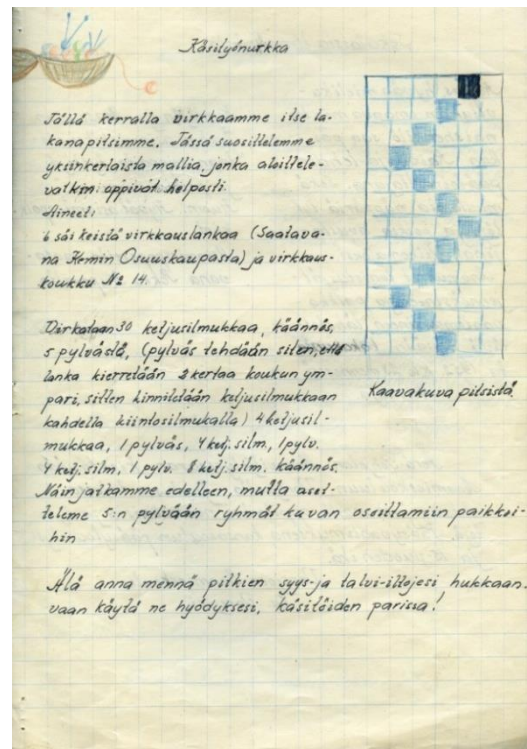 Käsityönurkka
Tällä kerralla virkkaamme itse la-
kanapitsimme. Tässä suosittelemme
yksinkertaista mallia, jonka aloittele-
vatkin oppivat helposti.
Aineet:
6 säi keistä virkkauslankaa (Saatava-
na Kemin Osuuskaupasta) ja virkkaus-
koukku № 14.
Virkataan 30 ketjusilmukkaa, käännös,
5 pylvästä, (pylväs tehdään siten, että
lanka kierretään 2 kertaa koukun ym-
pari, sitten kinnitetään ketjusilmukkaan
kahdella kiintosilmukalla) 4 ketjusil-
mukkaa, 1 pylväs, 4 ketj. silm, 1 pylv.
4 ketj. silm, 1 pylv. 8 ketj. silm. käännös.
Näin jatkamme edelleen, mutta aset-
teleme 5:n pylvään ryhmät kuvan osoittamiin paikkoi-
hin
Kaavakuva pitsistä.
Älä anna mennä pitkien syys- ja talvi-iltojesi hukkaan.
vaan käytä ne hyödyksesi, käsitöiden parissa!